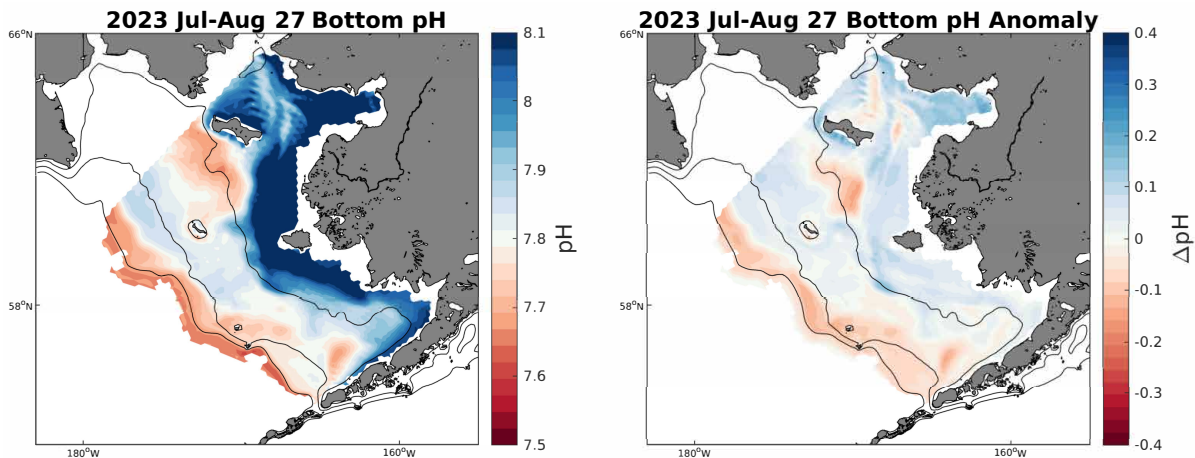 2023 Jul-Aug 27 Bottom pH
66°N
58°N
180°W
160°W
8.1
8
7.9
7.8
7.7
7.6
7.5
pH
2023 Jul-Aug 27 Bottom pH Anomaly
66°N
58°N
180°W
160°W
0.4
0.3
0.2
0.1
0
-0.1
-0.2
-0.3
-0.4
ΔpH